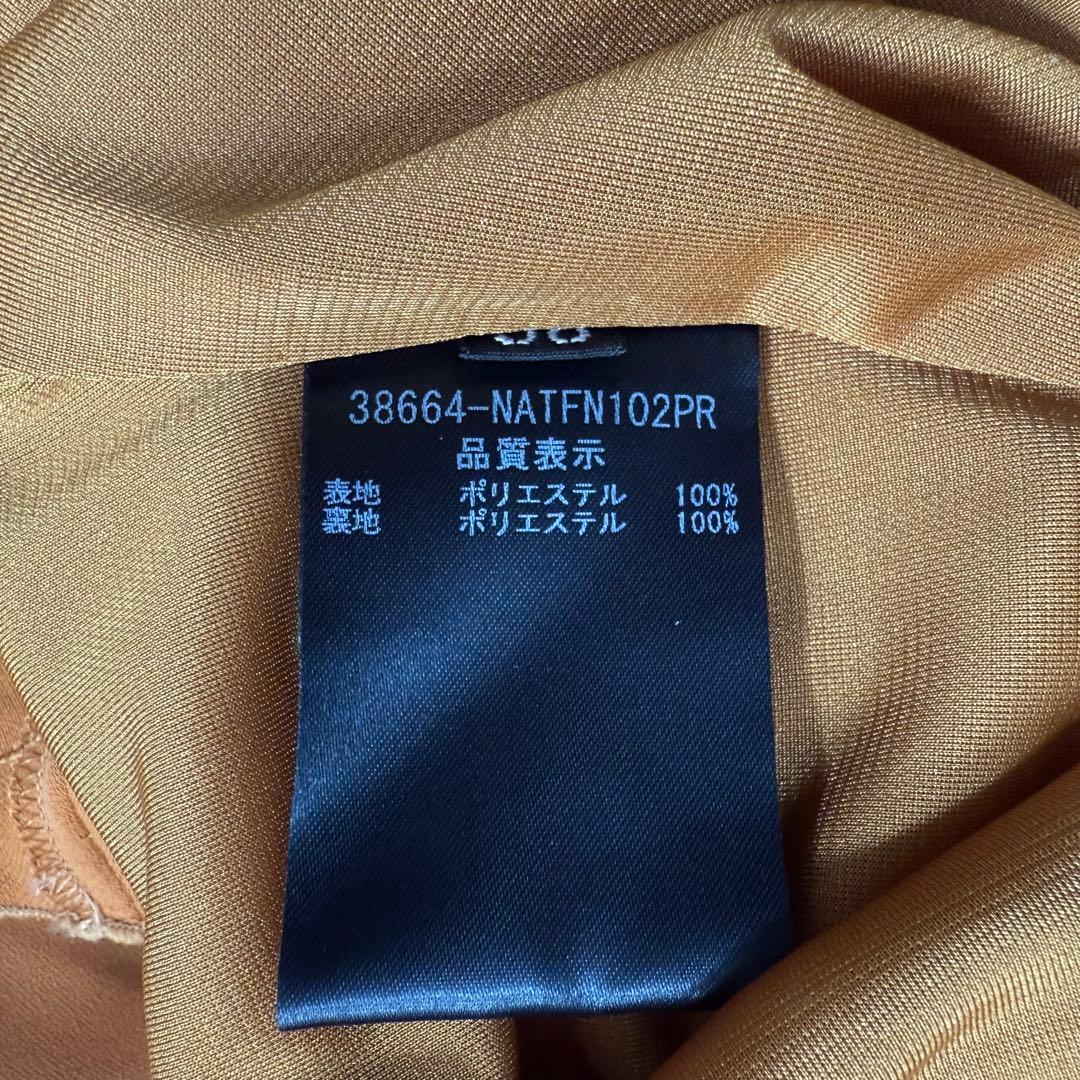 38664-NATFN102PR
品質表示
表地 ポリエステル 100%
裏地 ポリエステル 100%